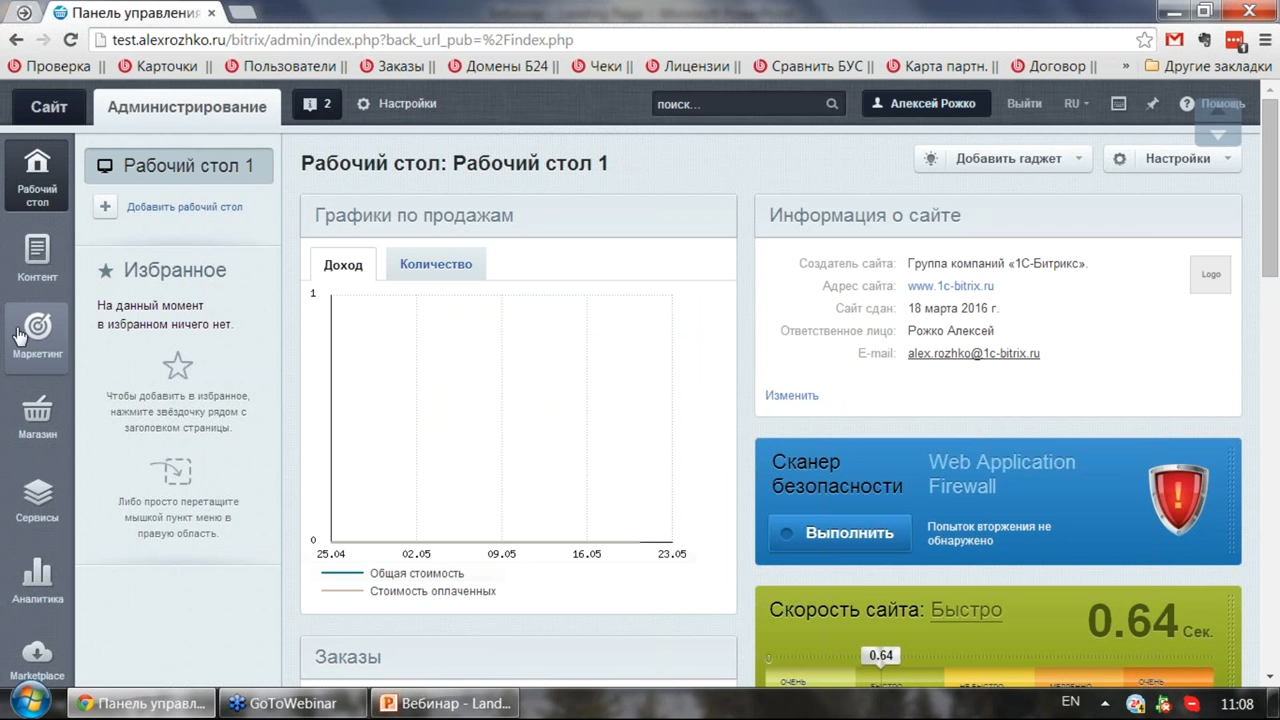 Панель управления ×
test.alexrozhko.ru/bitrix/admin/index.php?back_url_pub=%2Findex.php
Проверка || Карточки || Пользователи || Заказы || Домены Б24 || Чеки || Лицензии || Сравнить БУС || Карта партн. || Договор || » Другие закладки
Сайт Администрирование 2 Настройки поиск... Алексей Рожко Выйти RU Помощь
Рабочий стол
Контент
Маркетинг
Магазин
Сервисы
Аналитика
Marketplace
Рабочий стол 1
Добавить рабочий стол
Избранное
На данный момент
в избранном ничего нет.
Чтобы добавить в избранное,
нажмите звёздочку рядом с
заголовком страницы.
Либо просто перетащите
мышкой пункт меню в
правую область.
Рабочий стол: Рабочий стол 1
Добавить гаджет Настройки
Графики по продажам
Доход Количество
1
0
25.04 02.05 09.05 16.05 23.05
Общая стоимость
Стоимость оплаченных
Заказы
Информация о сайте
Создатель сайта: Группа компаний «1С-Битрикс».
Адрес сайта: www.1c-bitrix.ru
Сайт сдан: 18 марта 2016 г.
Ответственное лицо: Рожко Алексей
E-mail: alex.rozhko@1c-bitrix.ru
Logo
Изменить
Сканер
безопасности
Web Application
Firewall
Выполнить
Попыток вторжения не
обнаружено
Скорость сайта: Быстро
0.64 Сек.
0.64
0
ОЧЕНЬ БЫСТРО НЕ БЫСТРО МЕДЛЕННО ОЧЕНЬ
Панель управл... GoToWebinar Вебинар - Land... EN 11:08